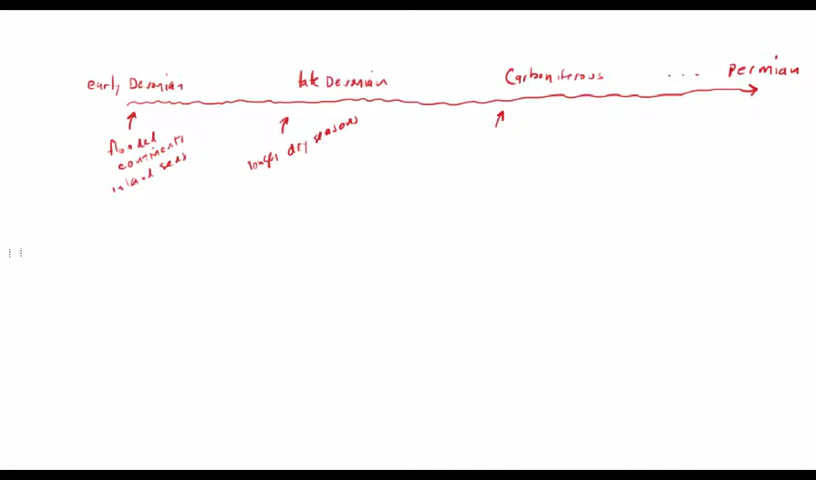 early Devonian
late Devonian
Carboniferous
... Permian
flooded
continents
inland seas
longer dry seasons